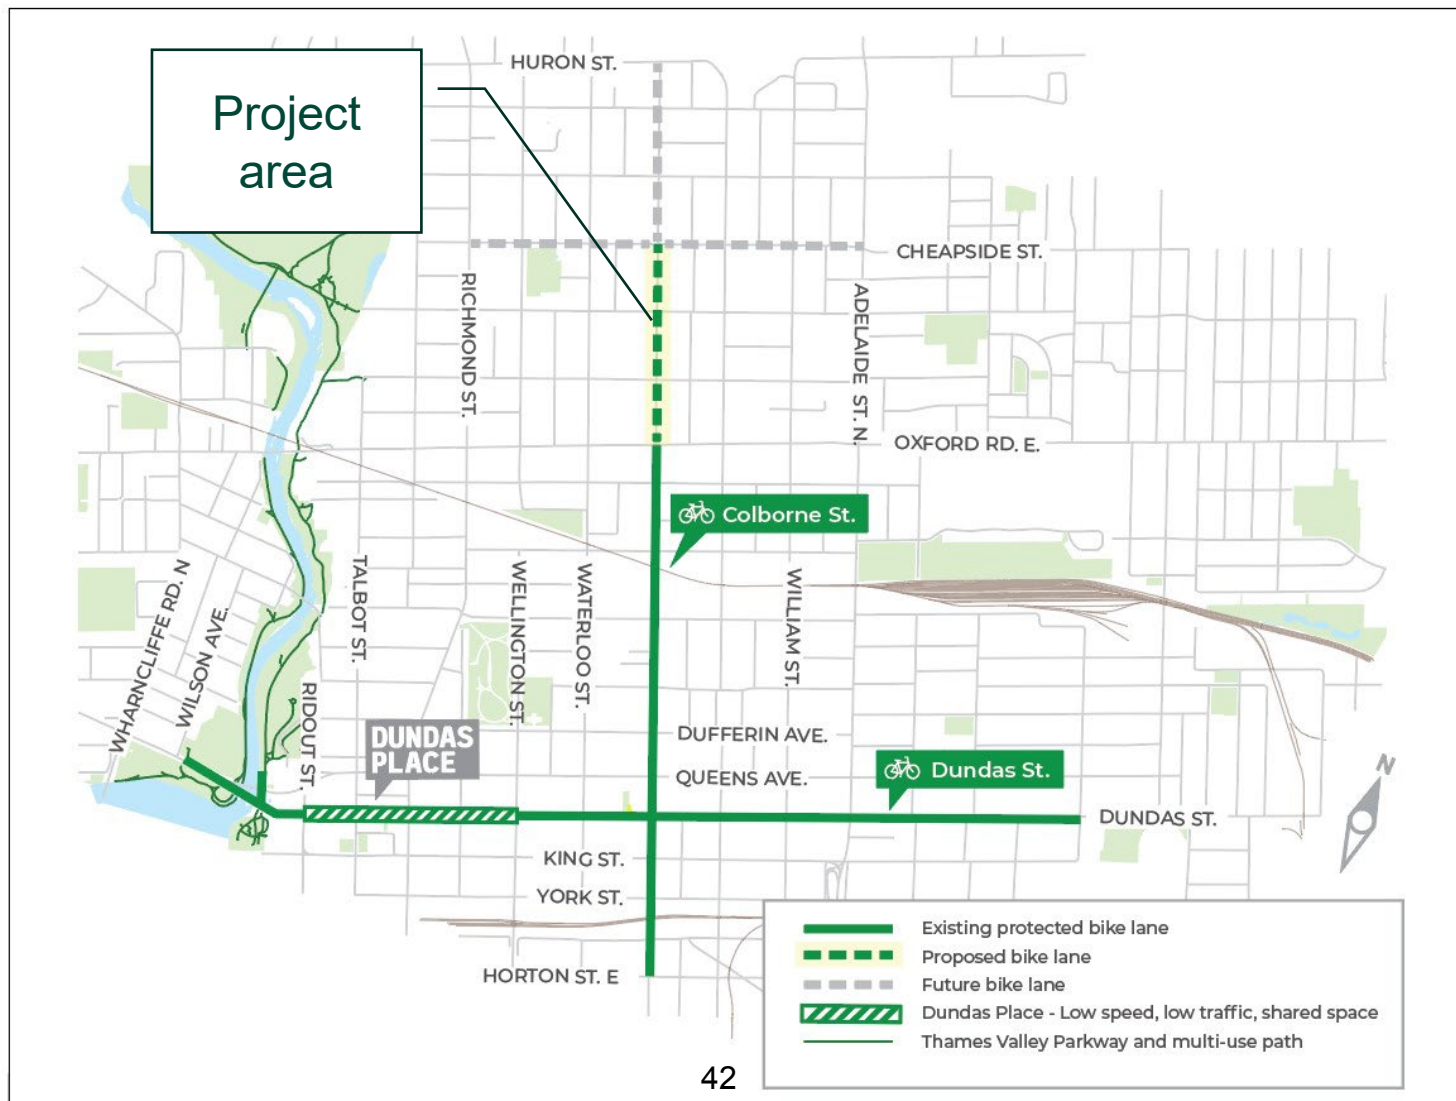 Project
area
HURON ST.
CHEAPSIDE ST.
RICHMOND ST.
ADELAIDE ST. N.
OXFORD RD. E.
Colborne St.
WHARNCLIFFE RD. N
WILSON AVE.
TALBOT ST.
RIDOUT ST.
WELLINGTON ST.
WATERLOO ST.
WILLIAM ST.
DUNDAS
PLACE
DUFFERIN AVE.
QUEENS AVE.
Dundas St.
N
DUNDAS ST.
KING ST.
YORK ST.
HORTON ST. E
Existing protected bike lane
Proposed bike lane
Future bike lane
Dundas Place - Low speed, low traffic, shared space
Thames Valley Parkway and multi-use path
42